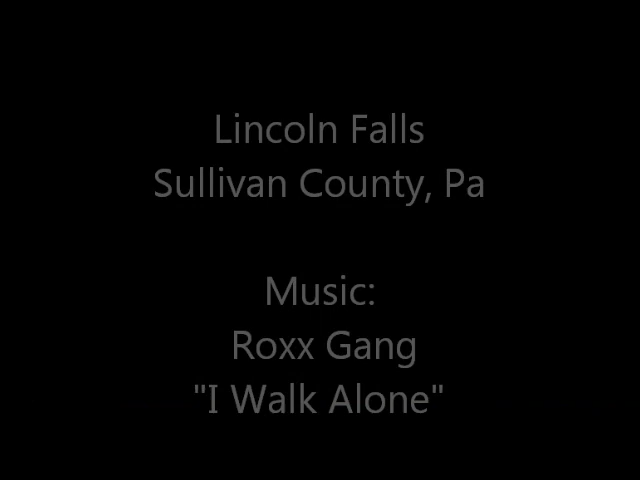 Lincoln Falls
Sullivan County, Pa
Music:
Roxx Gang
"I Walk Alone"